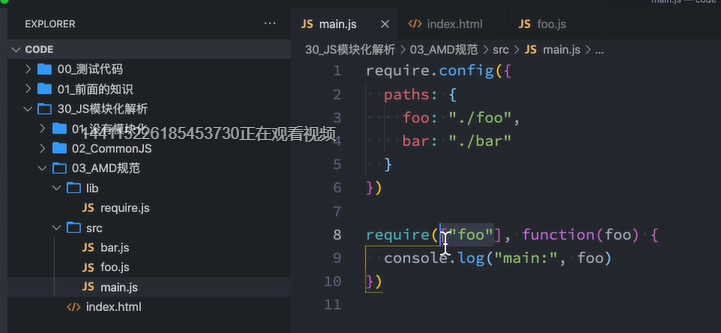 main.js — code
EXPLORER
CODE
00_测试代码
01_前面的知识
30_JS模块化解析
01_没有模块化
144115226185453730正在观看视频
02_CommonJS
03_AMD规范
lib
JS require.js
src
JS bar.js
JS foo.js
JS main.js
<> index.html
JS main.js × <> index.html JS foo.js
30_JS模块化解析 > 03_AMD规范 > src > JS main.js > ...
1 require.config({
2 paths: {
3 foo: "./foo",
4 bar: "./bar"
5 }
6 })
7
8 require(["foo"], function(foo) {
9 console.log("main:", foo)
10 })
11